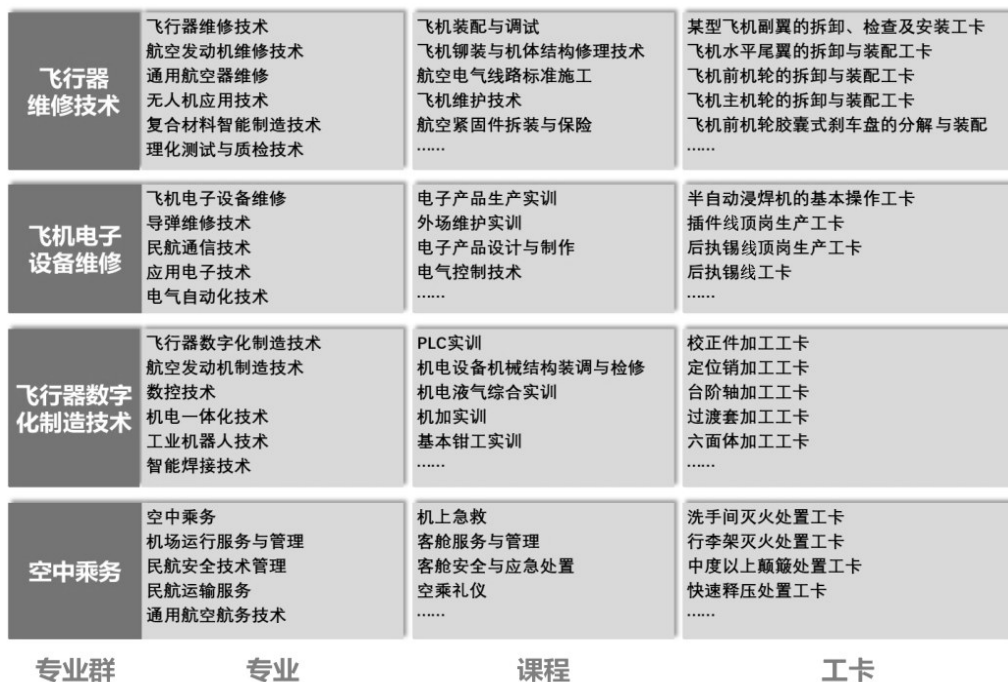 飞行器
维修技术
飞行器维修技术
航空发动机维修技术
通用航空器维修
无人机应用技术
复合材料智能制造技术
理化测试与质检技术
飞机装配与调试
飞机铆装与机体结构修理技术
航空电气线路标准施工
飞机维护技术
航空紧固件拆装与保险
……
某型飞机副翼的拆卸、检查及安装工卡
飞机水平尾翼的拆卸与装配工卡
飞机前机轮的拆卸与装配工卡
飞机主机轮的拆卸与装配工卡
飞机前机轮胶囊式刹车盘的分解与装配
……
飞机电子
设备维修
飞机电子设备维修
导弹维修技术
民航通信技术
应用电子技术
电气自动化技术
电子产品生产实训
外场维护实训
电子产品设计与制作
电气控制技术
……
半自动浸焊机的基本操作工卡
插件线顶岗生产工卡
后执锡线顶岗生产工卡
后执锡线工卡
……
飞行器数字
化制造技术
飞行器数字化制造技术
航空发动机制造技术
数控技术
机电一体化技术
工业机器人技术
智能焊接技术
PLC实训
机电设备机械结构装调与检修
机电液气综合实训
机加实训
基本钳工实训
……
校正件加工工卡
定位销加工工卡
台阶轴加工工卡
过渡套加工工卡
六面体加工工卡
……
空中乘务
空中乘务
机场运行服务与管理
民航安全技术管理
民航运输服务
通用航空航务技术
机上急救
客舱服务与管理
客舱安全与应急处置
空乘礼仪
……
洗手间灭火处置工卡
行李架灭火处置工卡
中度以上颠簸处置工卡
快速释压处置工卡
……
专业群
专业
课程
工卡